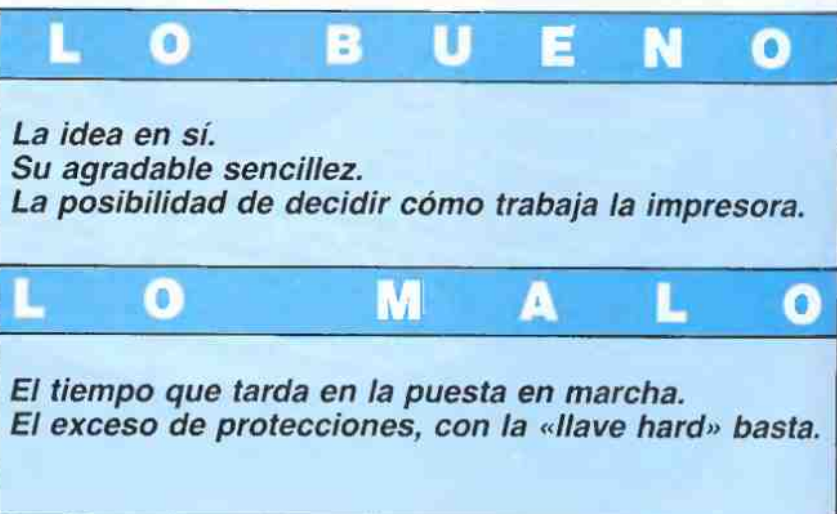 LO BUENO
La idea en sí.
Su agradable sencillez.
La posibilidad de decidir cómo trabaja la impresora.
LO MALO
El tiempo que tarda en la puesta en marcha.
El exceso de protecciones, con la «llave hard» basta.